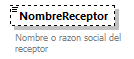 NombreReceptor
Nombre o razon social del
receptor